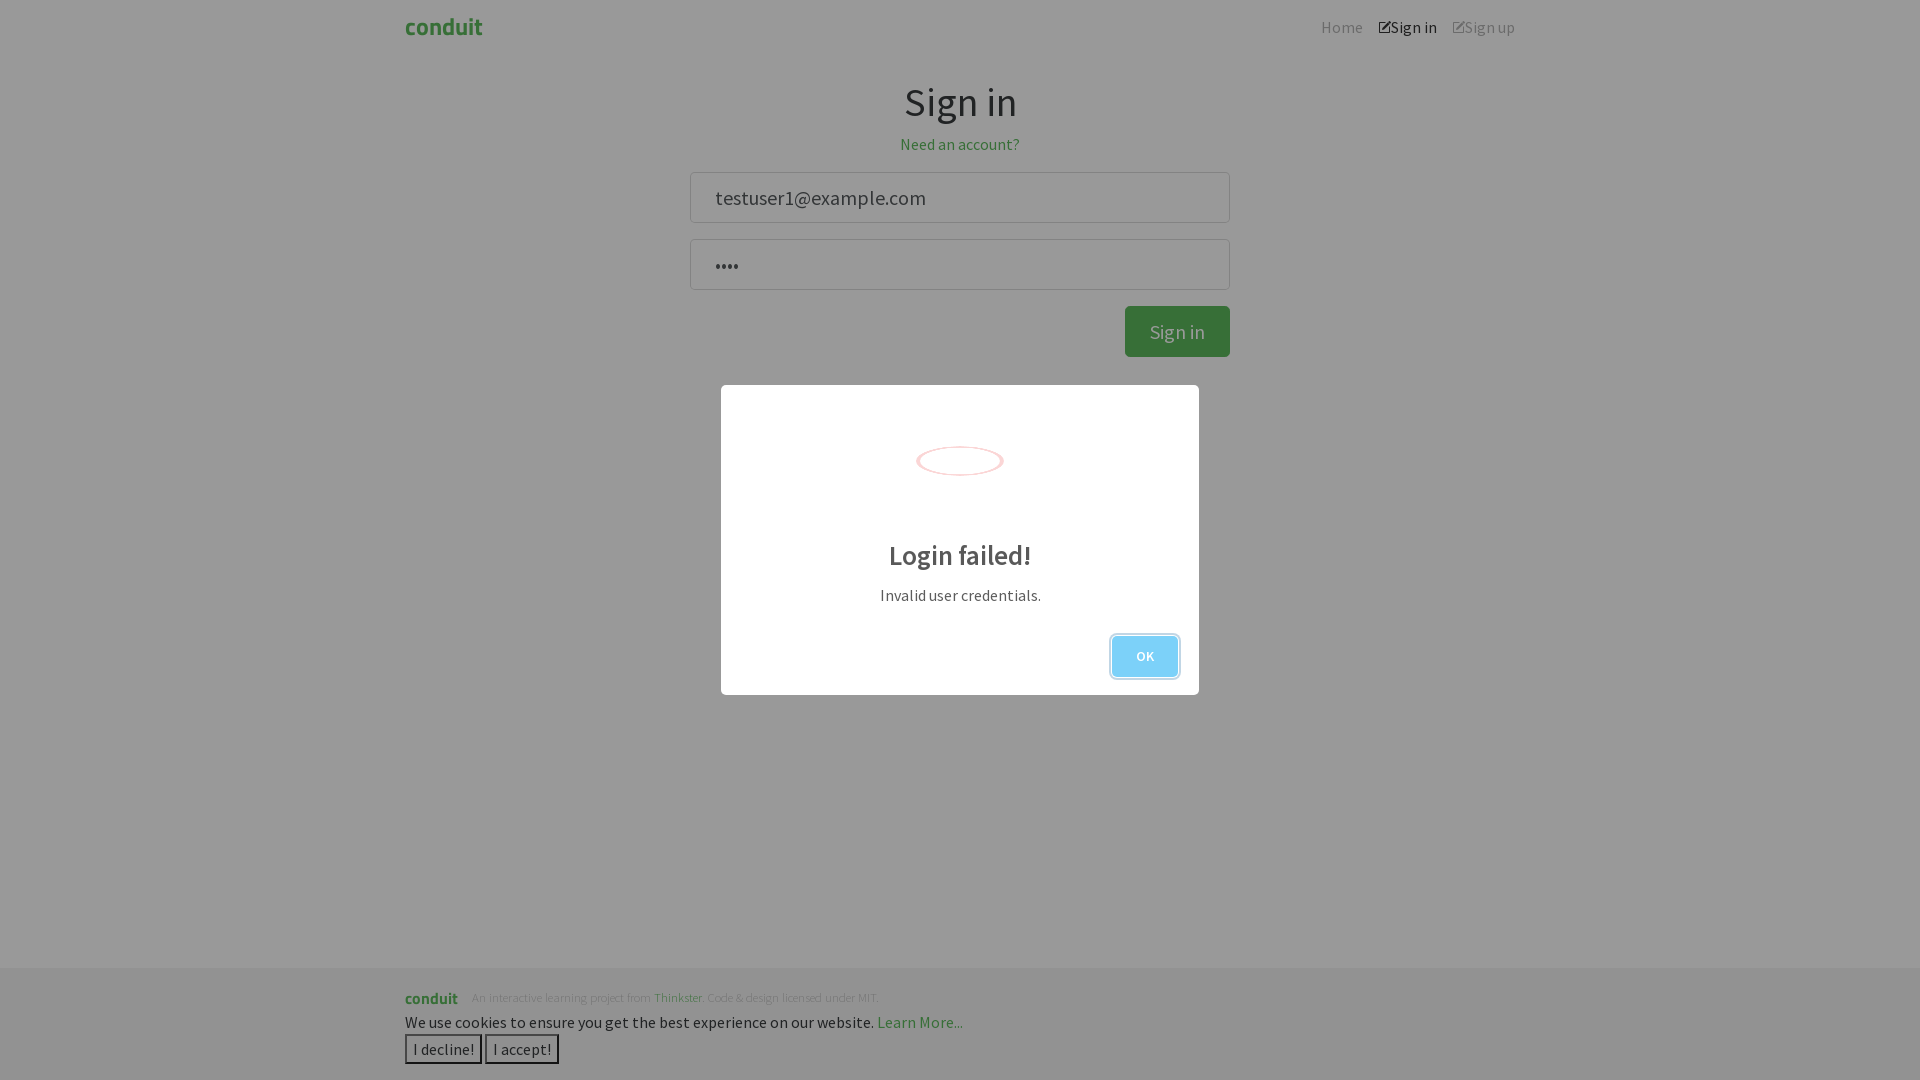 conduit
Home Sign in Sign up
Sign in
Need an account?
testuser1@example.com
••••
Sign in
Login failed!
Invalid user credentials.
OK
conduit An interactive learning project from Thinkster. Code & design licensed under MIT.
We use cookies to ensure you get the best experience on our website. Learn More...
I decline! I accept!